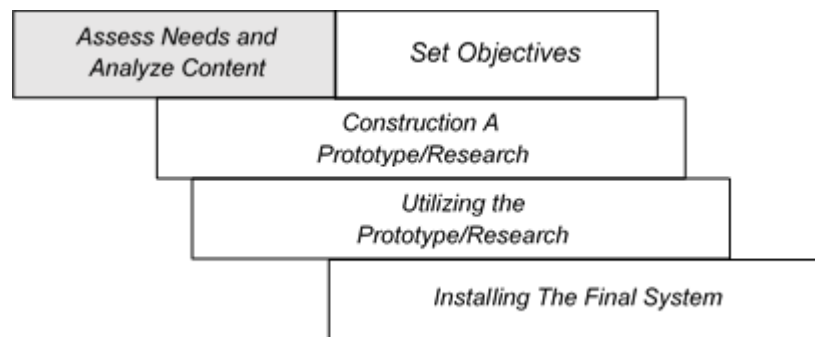 Assess Needs and
Analyze Content
Set Objectives
Construction A
Prototype/Research
Utilizing the
Prototype/Research
Installing The Final System